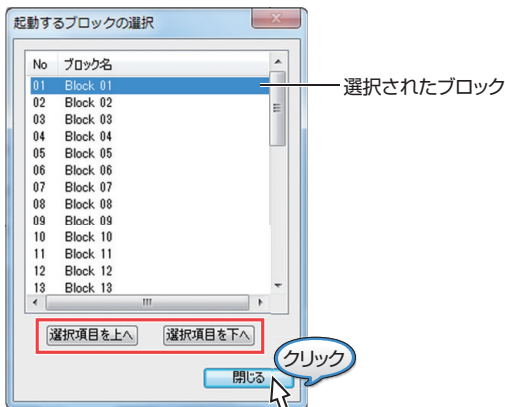 起動するブロックの選択
No ブロック名
01 Block 01
選択されたブロック
02 Block 02
03 Block 03
04 Block 04
05 Block 05
06 Block 06
07 Block 07
08 Block 08
09 Block 09
10 Block 10
11 Block 11
12 Block 12
13 Block 13
選択項目を上へ 選択項目を下へ
クリック
閉じる